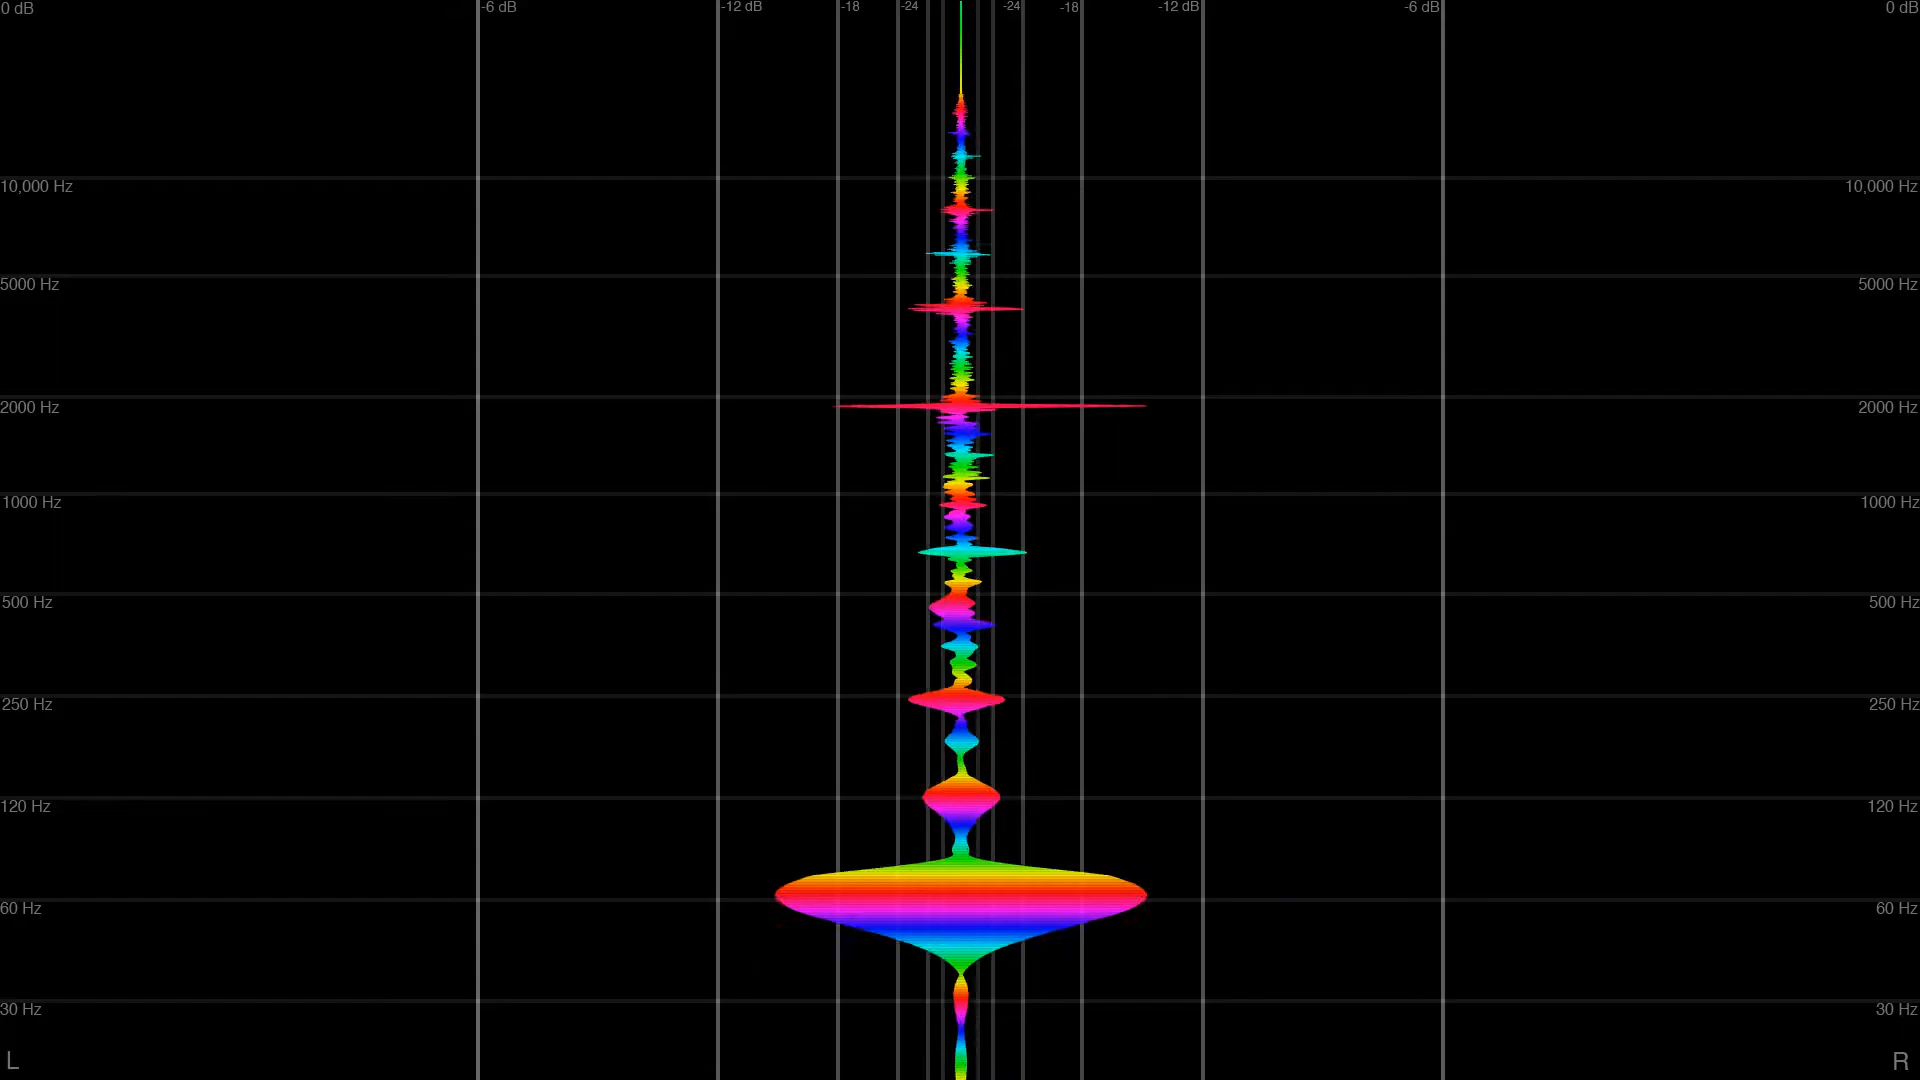 0 dB -6 dB -12 dB -18 -24 -24 -18 -12 dB -6 dB 0 dB
10,000 Hz 10,000 Hz
5000 Hz 5000 Hz
2000 Hz 2000 Hz
1000 Hz 1000 Hz
500 Hz 500 Hz
250 Hz 250 Hz
120 Hz 120 Hz
60 Hz 60 Hz
30 Hz 30 Hz
L R